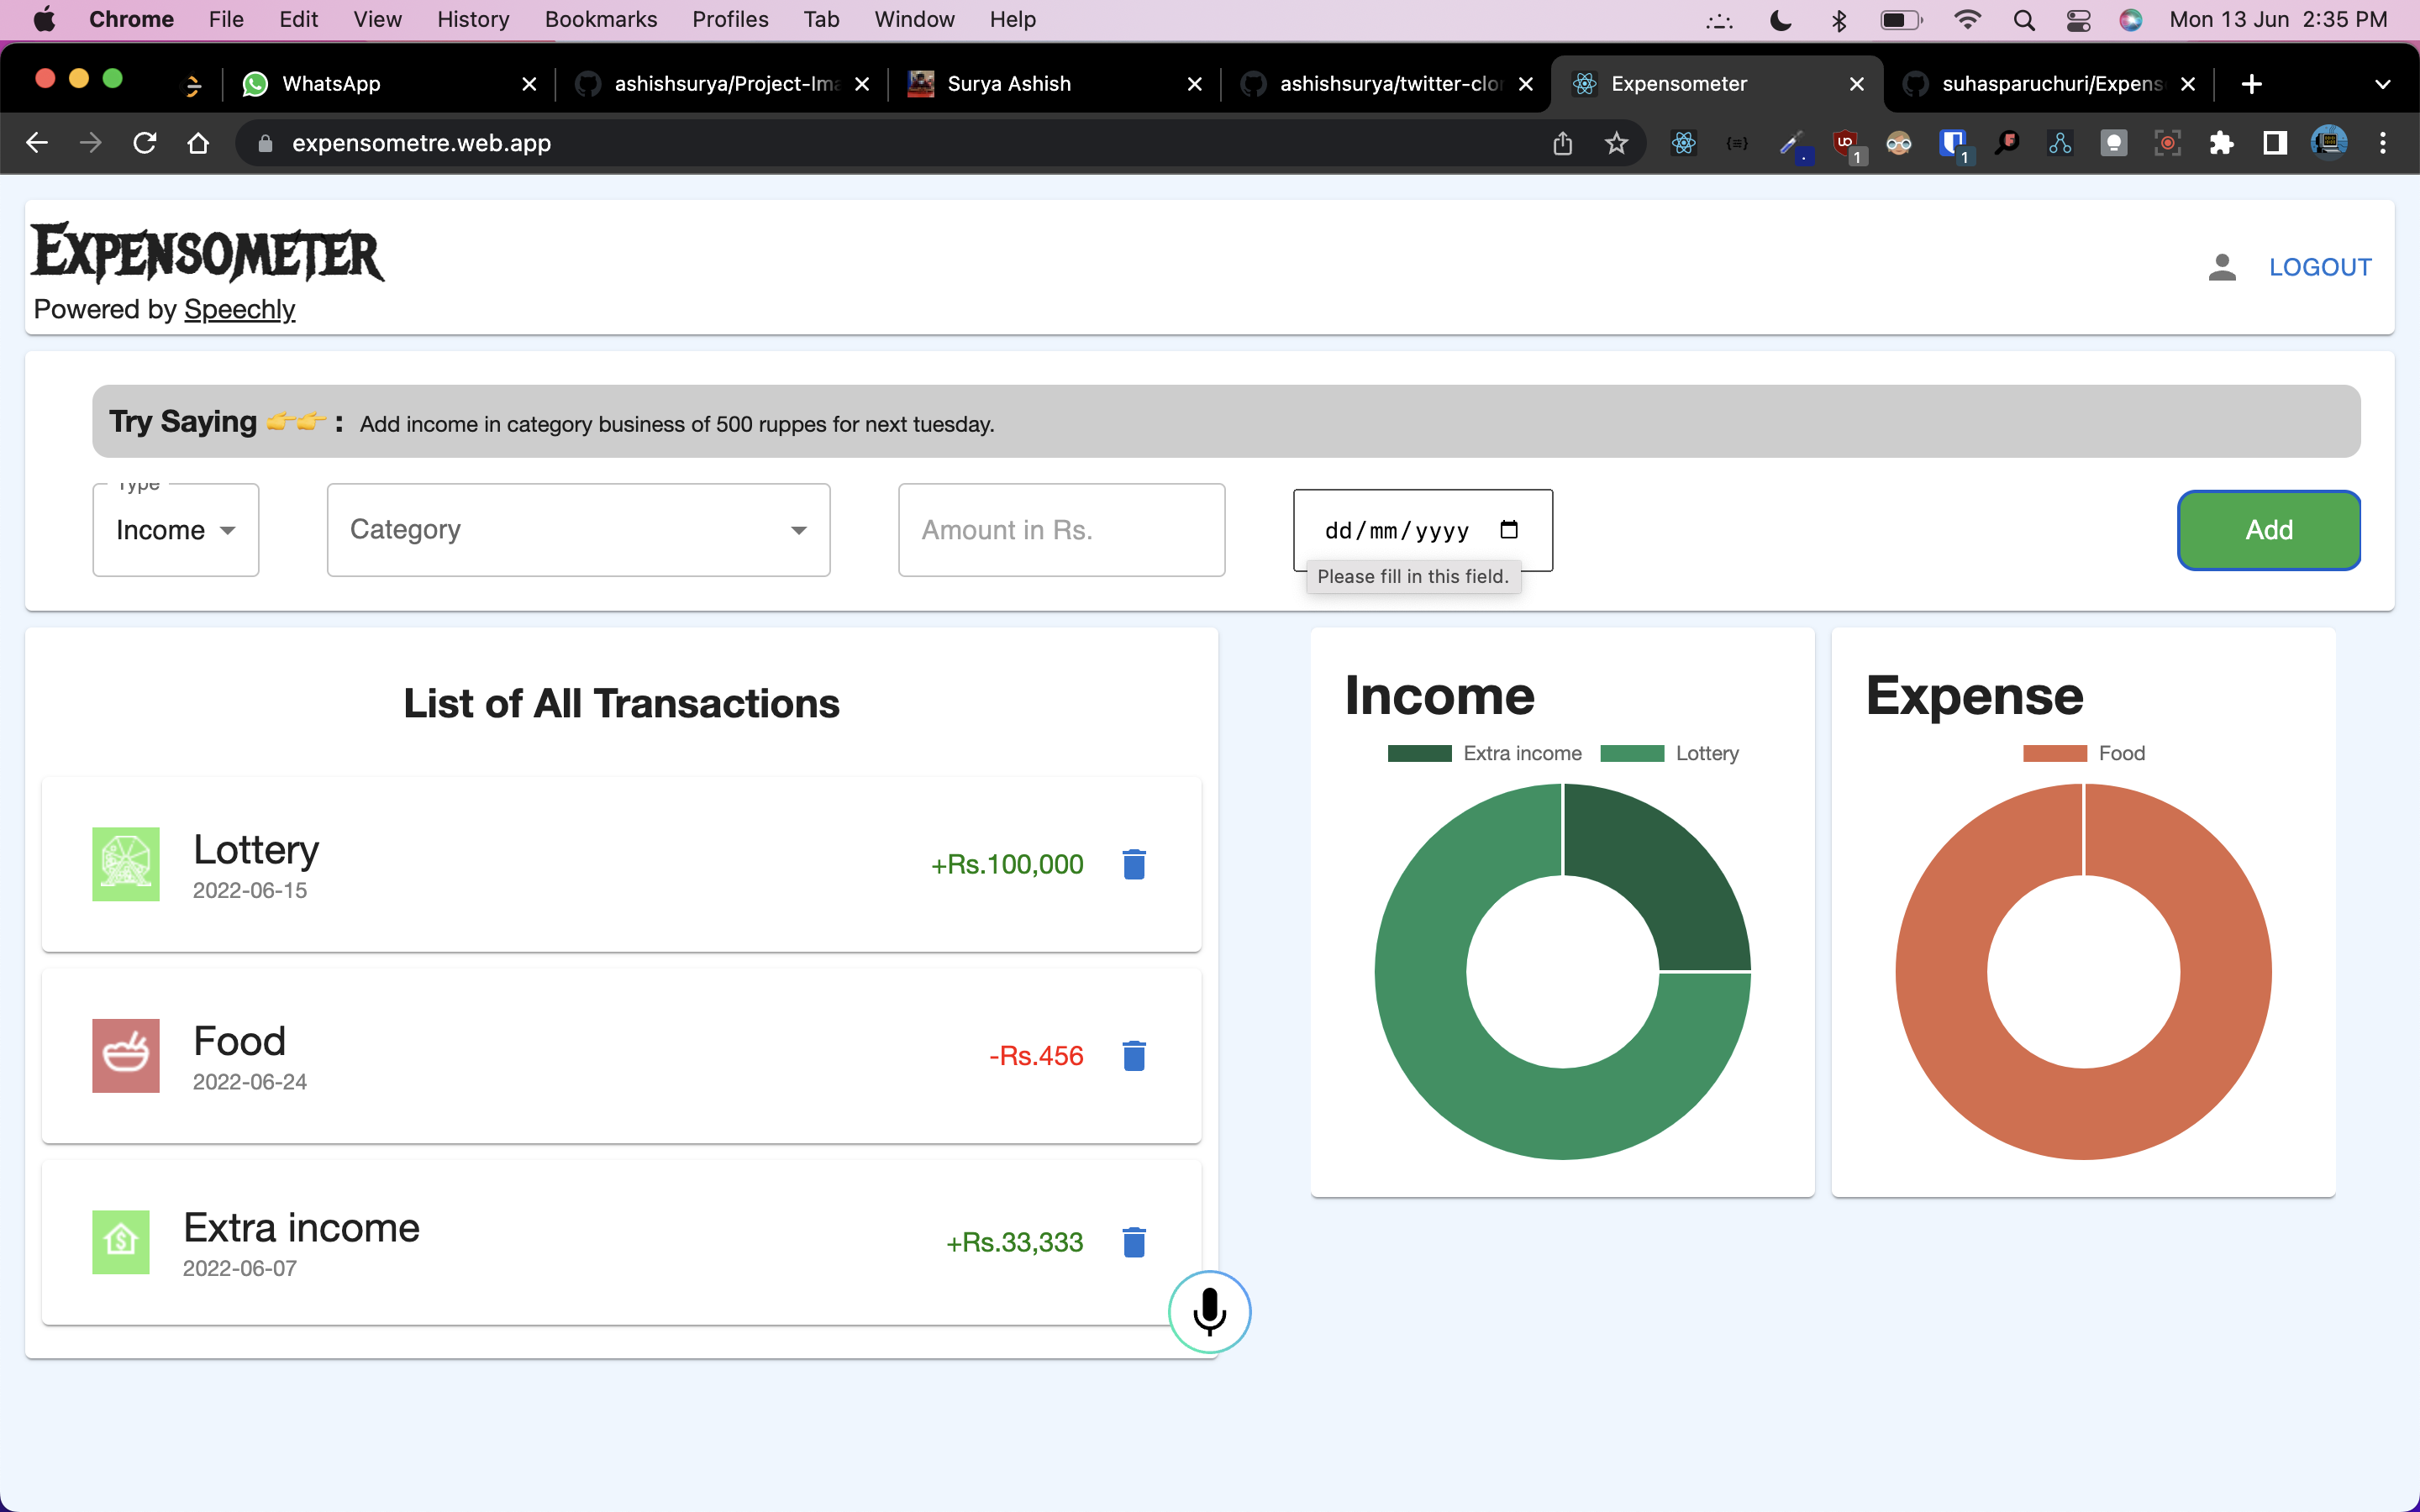 Chrome File Edit View History Bookmarks Profiles Tab Window Help Mon 13 Jun 2:35 PM
WhatsApp ashishsurya/Project-Ima Surya Ashish ashishsurya/twitter-clon Expensometer suhasparuchuri/Expens
expensometre.web.app 1 1
EXPENSOMETER
Powered by Speechly
LOGOUT
Try Saying 👉👉 : Add income in category business of 500 ruppes for next tuesday.
Type
Income Category Amount in Rs. dd/mm/yyyy Add
Please fill in this field.
List of All Transactions
Lottery
2022-06-15
+Rs.100,000
Food
2022-06-24
-Rs.456
Extra income
2022-06-07
+Rs.33,333
Income
Extra income Lottery
Expense
Food